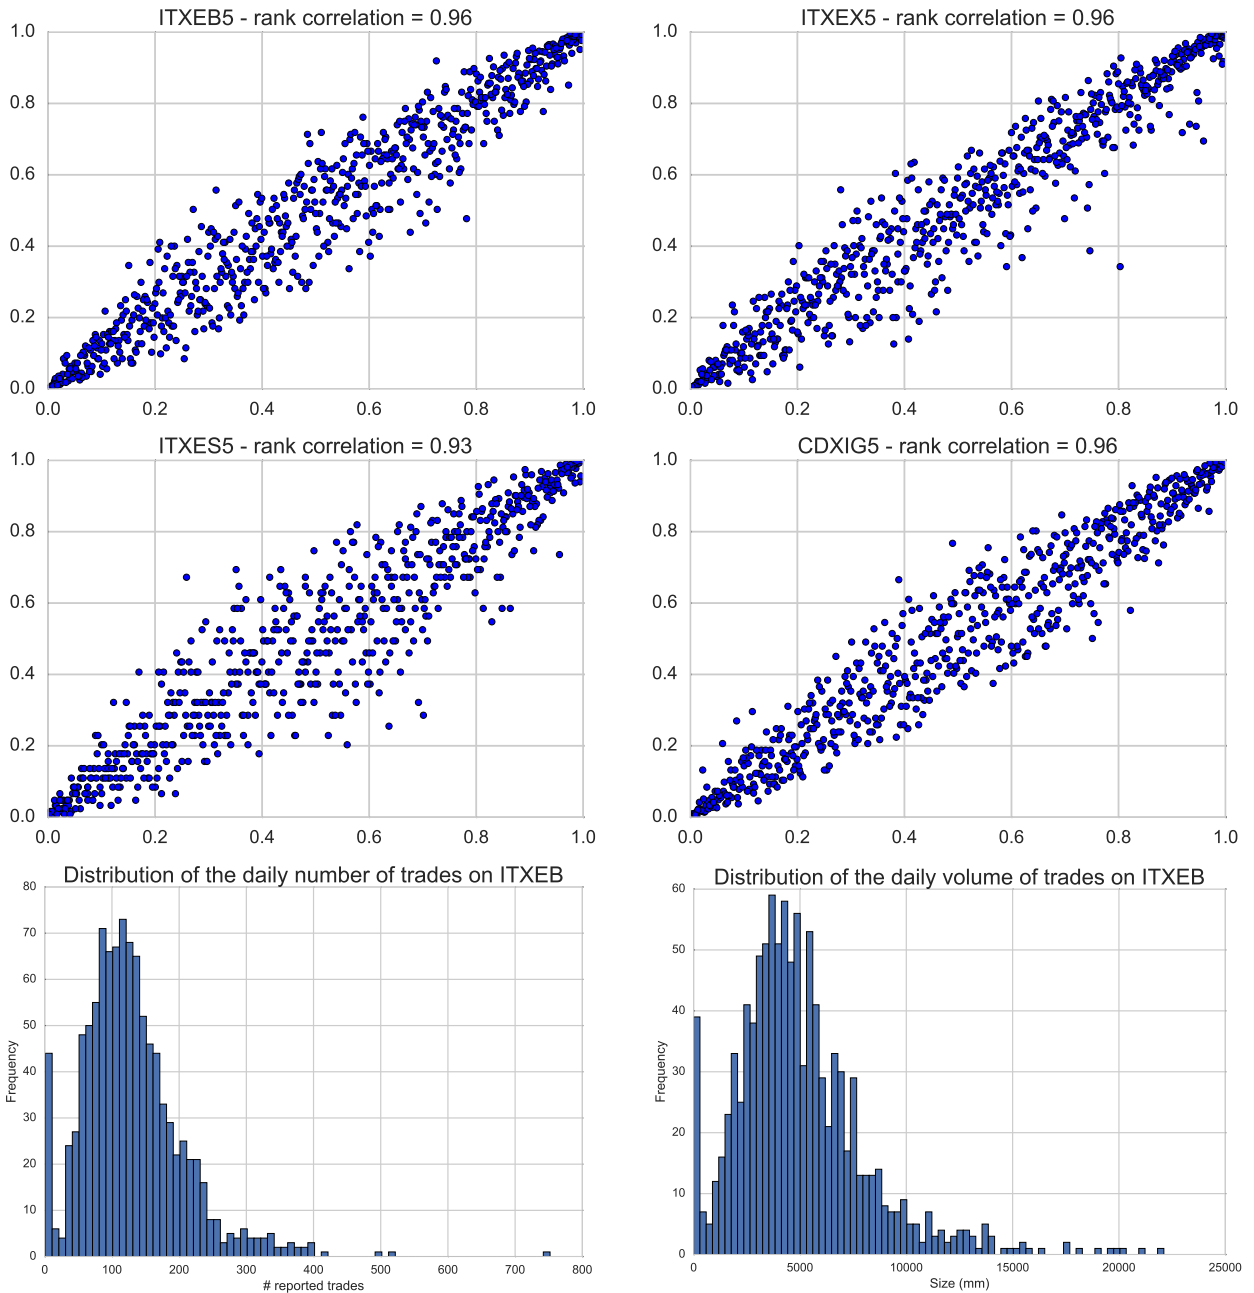 ITXEB5 - rank correlation = 0.96
1.0
0.8
0.6
0.4
0.2
0.0
0.0 0.2 0.4 0.6 0.8 1.0
ITXEX5 - rank correlation = 0.96
1.0
0.8
0.6
0.4
0.2
0.0
0.0 0.2 0.4 0.6 0.8 1.0
ITXES5 - rank correlation = 0.93
1.0
0.8
0.6
0.4
0.2
0.0
0.0 0.2 0.4 0.6 0.8 1.0
CDXIG5 - rank correlation = 0.96
1.0
0.8
0.6
0.4
0.2
0.0
0.0 0.2 0.4 0.6 0.8 1.0
Distribution of the daily number of trades on ITXEB
80
70
60
50
40
30
20
10
0
Frequency
0 100 200 300 400 500 600 700 800
# reported trades
Distribution of the daily volume of trades on ITXEB
60
50
40
30
20
10
0
Frequency
0 5000 10000 15000 20000 25000
Size (mm)